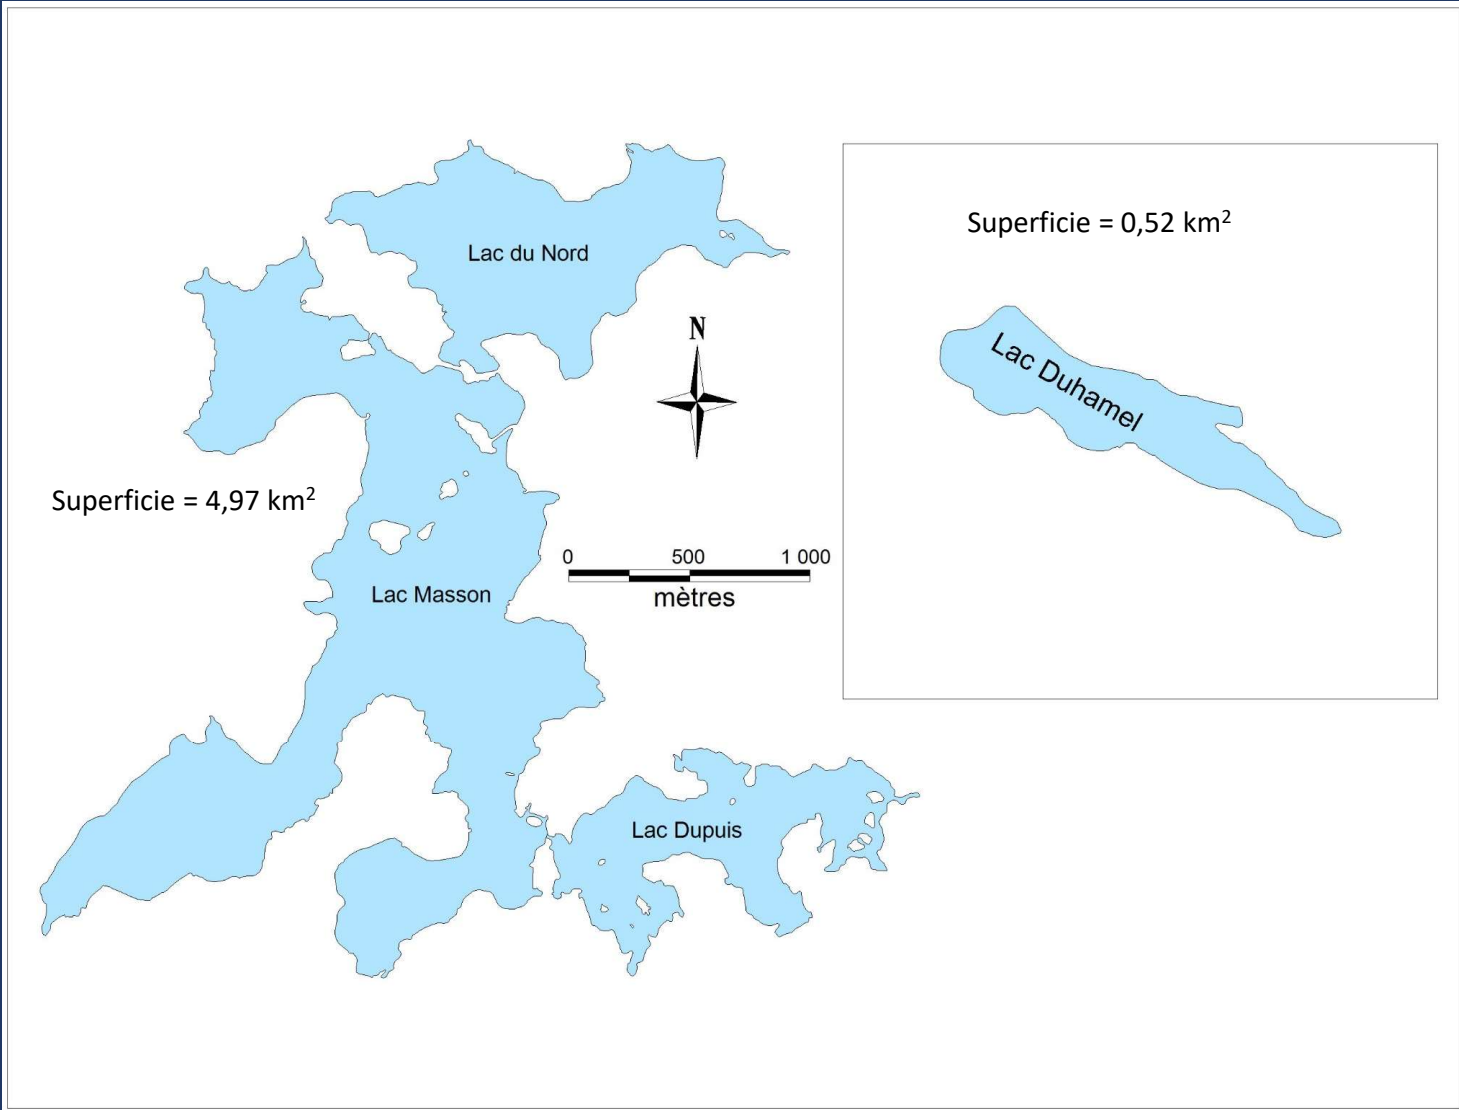 Lac du Nord
Superficie = 0,52 km²
Lac Duhamel
N
Superficie = 4,97 km²
0 500 1 000
mètres
Lac Masson
Lac Dupuis